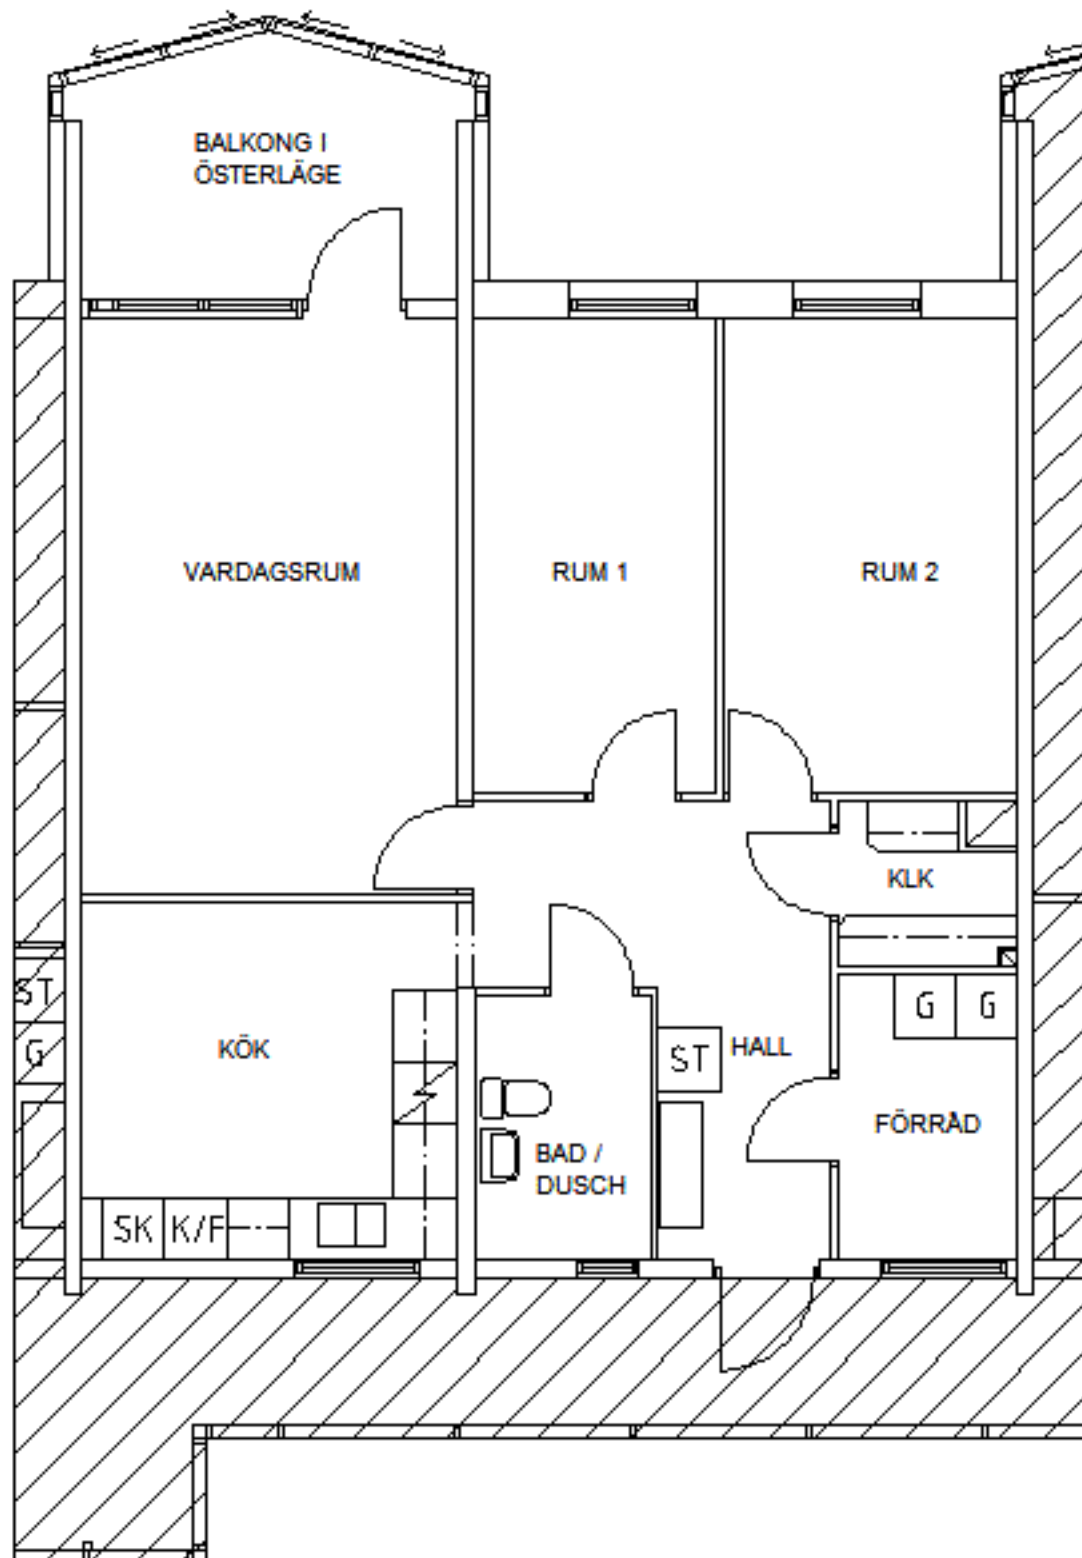 BALKONG I
ÖSTERLÄGE
VARDAGSRUM
RUM 1
RUM 2
KLK
ST
G
KÖK
ST
HALL
G
G
FÖRRÅD
BAD /
DUSCH
SK
K/F